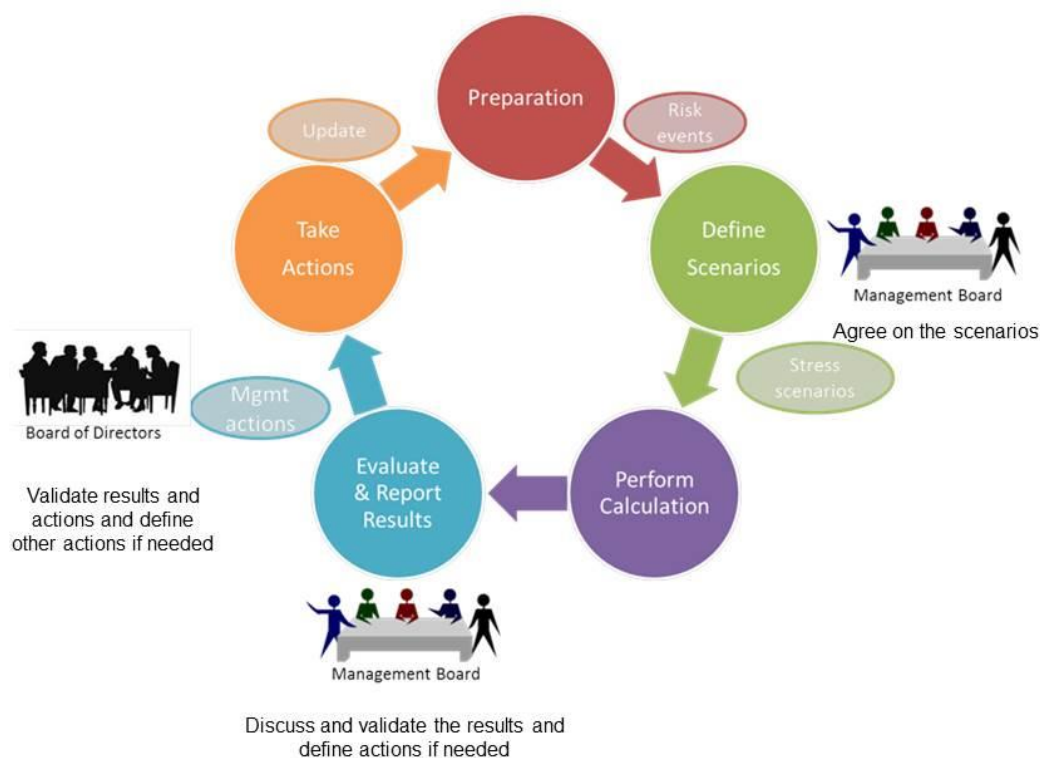 Preparation
Risk
events
Update
Take
Actions
Define
Scenarios
Management Board
Agree on the scenarios
Stress
scenarios
Mgmt
actions
Board of Directors
Validate results and
actions and define
other actions if needed
Evaluate
& Report
Results
Perform
Calculation
Management Board
Discuss and validate the results and
define actions if needed